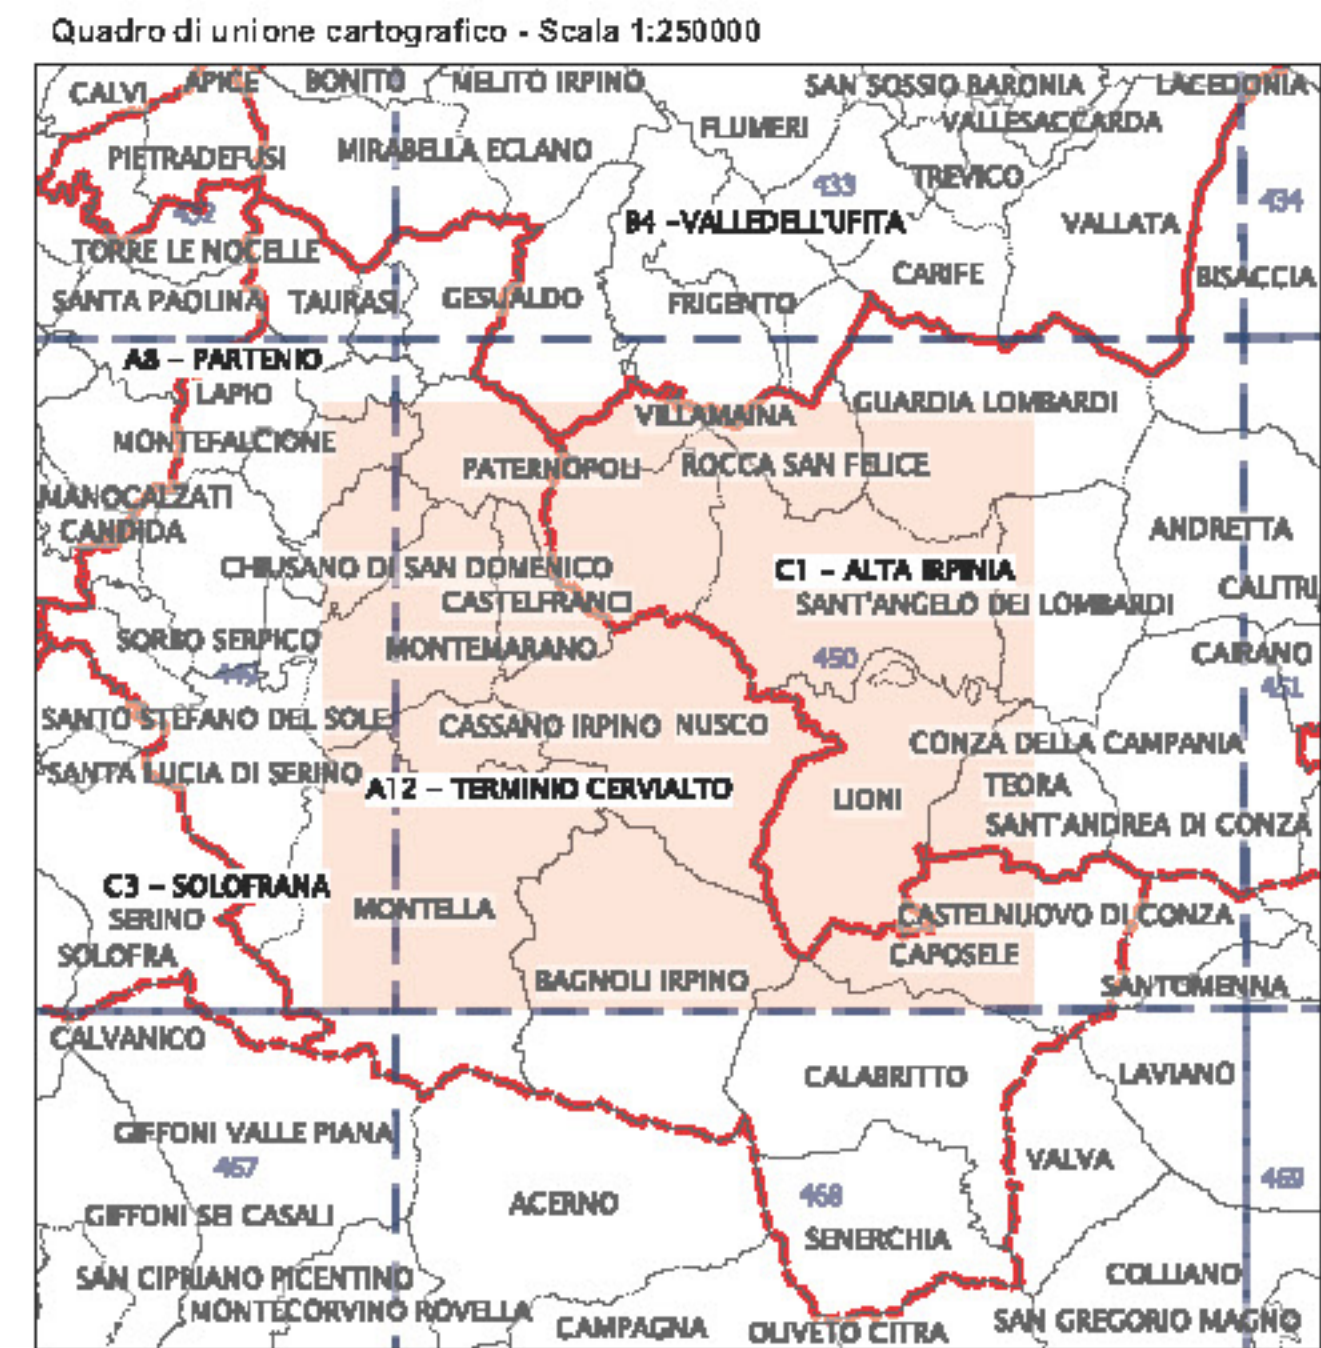 Quadro di unione cartografico - Scala 1:250000
CALVI
APICE
BONITO
MELITO IRPINO
SAN SOSSIO BARONIA
LACEDONIA
FLUMERI
VALLESACCARDA
PIETRADEFUSI
MIRABELLA ECLANO
433
TREVICO
434
432
B4 - VALLE DELL'UFITA
VALLATA
TORRE LE NOCELLE
CARIFE
BISACCIA
SANTA PAOLINA
TAURASI
GESUALDO
FRIGENTO
A8 - PARTENIO
LAPIO
VILLAMAINA
GUARDIA LOMBARDI
MONTEFALCIONE
PATERNOPOLI
ROCCA SAN FELICE
MANOCALZATI
CANDIDA
ANDRETTA
CHIUSANO DI SAN DOMENICO
C1 - ALTA IRPINIA
CALITRI
CASTELFRANCI
SANT'ANGELO DEI LOMBARDI
SORBO SERPICO
MONTEMARANO
450
CAIRANO
449
451
SANTO STEFANO DEL SOLE
CASSANO IRPINO
NUSCO
CONZA DELLA CAMPANIA
SANTA LUCIA DI SERINO
A12 - TERMINIO CERVIALTO
LIONI
TEORA
SANT'ANDREA DI CONZA
C3 - SOLOFRANA
SERINO
MONTELLA
CASTELNUOVO DI CONZA
SOLOFRA
BAGNOLI IRPINO
CAPOSELE
SANTOMENNA
CALVANICO
CALABRITTO
LAVIANO
GIFFONI VALLE PIANA
467
VALVA
ACERNO
468
469
GIFFONI SEI CASALI
SENERCHIA
SAN CIPRIANO PICENTINO
COLLIANO
MONTECORVINO ROVELLA
CAMPAGNA
OLIVETO CITRA
SAN GREGORIO MAGNO